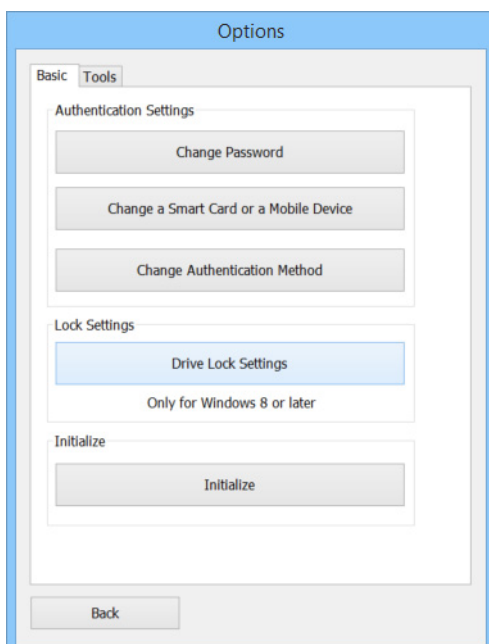 Options
Basic Tools
Authentication Settings
Change Password
Change a Smart Card or a Mobile Device
Change Authentication Method
Lock Settings
Drive Lock Settings
Only for Windows 8 or later
Initialize
Initialize
Back